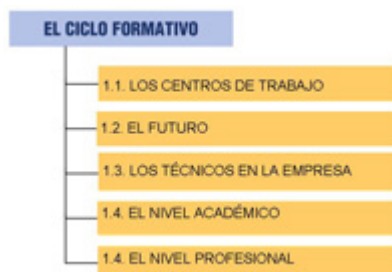 EL CICLO FORMATIVO
1.1. LOS CENTROS DE TRABAJO
1.2. EL FUTURO
1.3. LOS TÉCNICOS EN LA EMPRESA
1.4. EL NIVEL ACADÉMICO
1.4. EL NIVEL PROFESIONAL